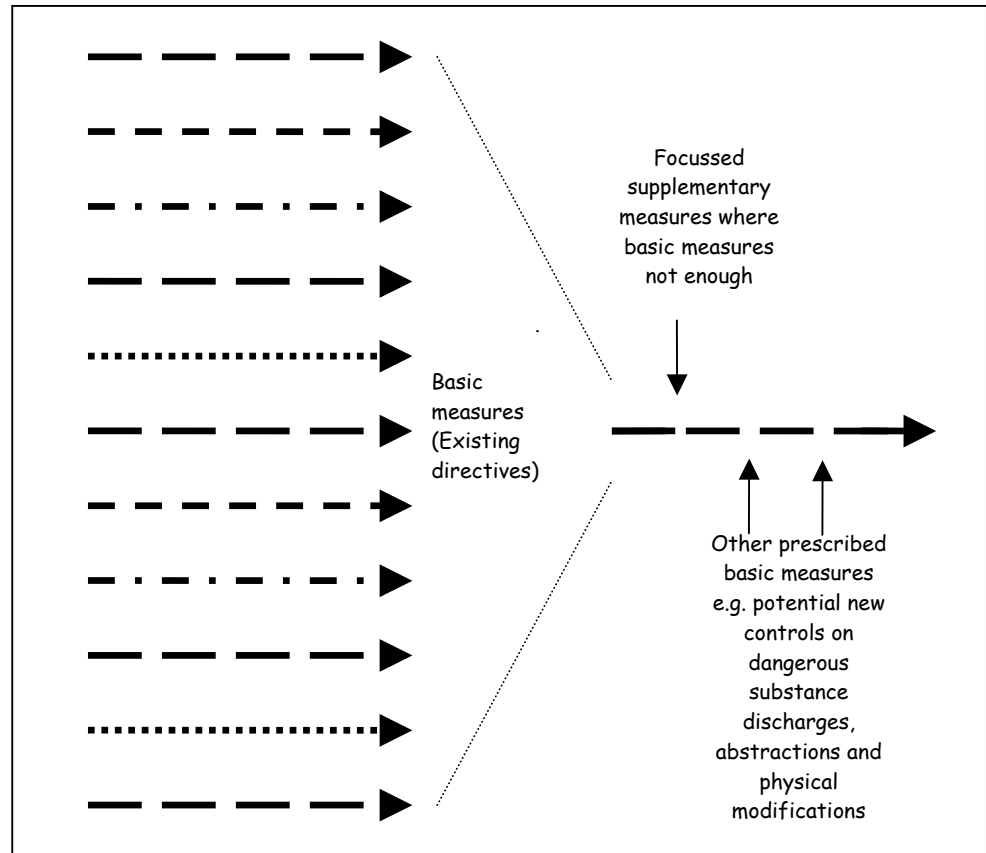 Focussed
supplementary
measures where
basic measures
not enough
Basic
measures
(Existing
directives)
Other prescribed
basic measures
e.g. potential new
controls on
dangerous
substance
discharges,
abstractions and
physical
modifications